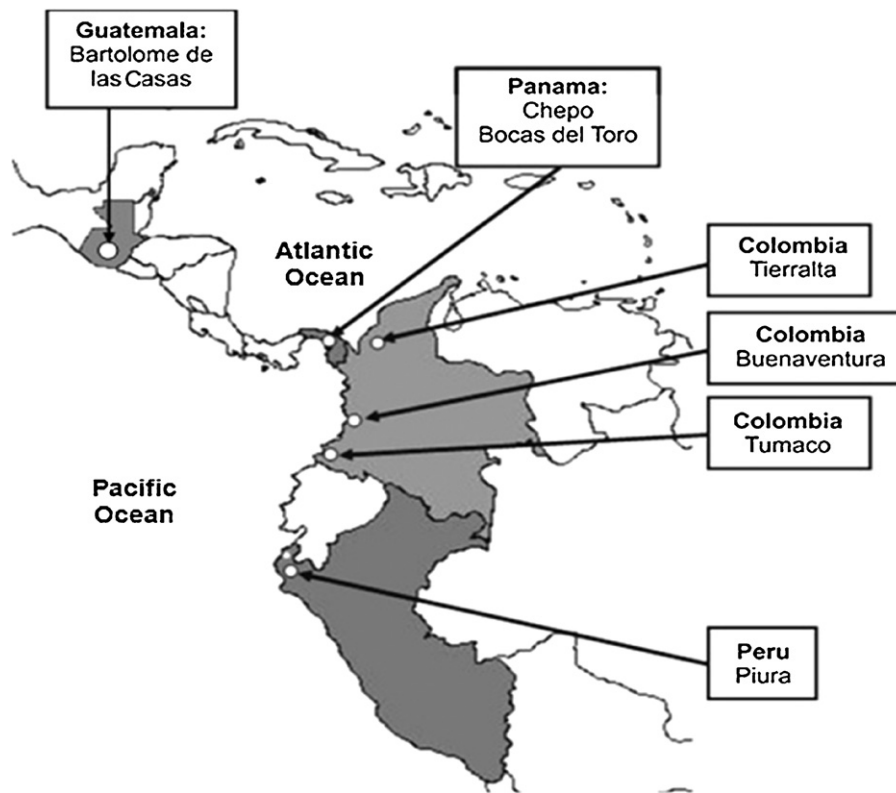 Guatemala:
Bartolome de
las Casas
Panama:
Chepo
Bocas del Toro
Atlantic
Ocean
Colombia
Tierralta
Colombia
Buenaventura
Colombia
Tumaco
Pacific
Ocean
Peru
Piura